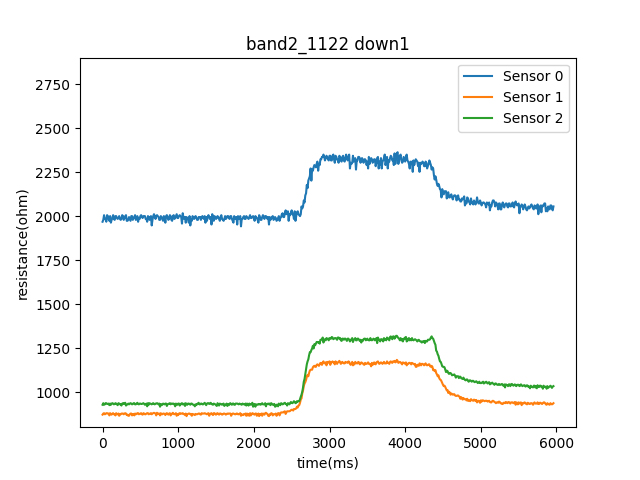 band2_1122 down1
Sensor 0
Sensor 1
Sensor 2
resistance(ohm)
2750
2500
2250
2000
1750
1500
1250
1000
0 1000 2000 3000 4000 5000 6000
time(ms)